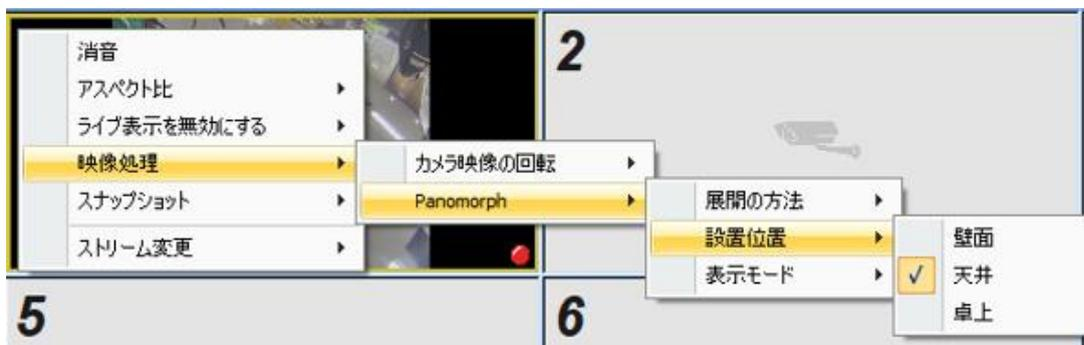 消音
アスペクト比
ライブ表示を無効にする
映像処理
スナップショット
ストリーム変更
カメラ映像の回転
Panomorph
展開の方法
設置位置
表示モード
壁面
✓ 天井
卓上
2
5
6